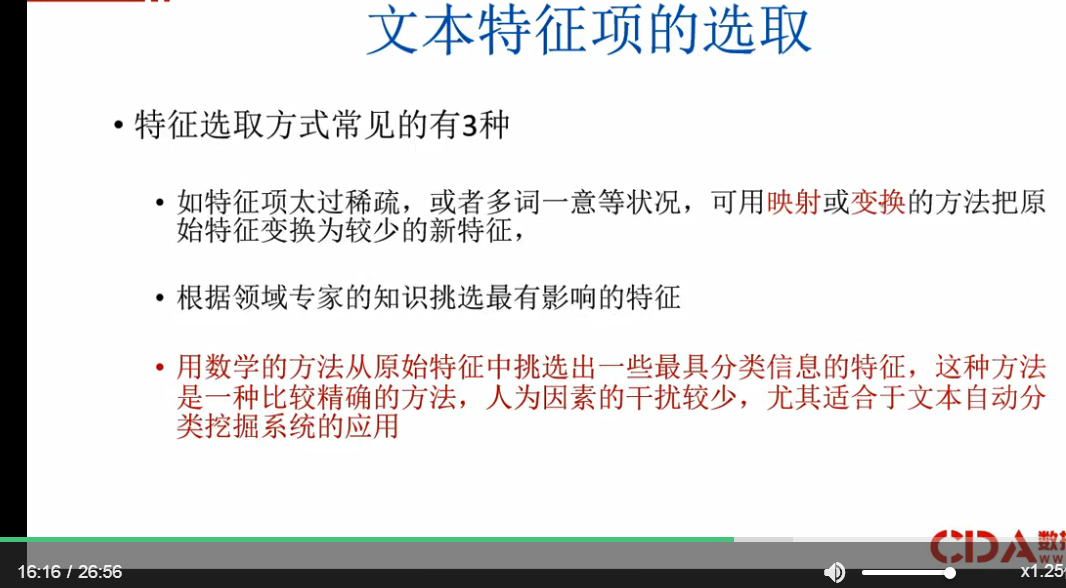 文本特征项的选取
• 特征选取方式常见的有3种
• 如特征项太过稀疏，或者多词一意等状况，可用映射或变换的方法把原
始特征变换为较少的新特征，
• 根据领域专家的知识挑选最有影响的特征
• 用数学的方法从原始特征中挑选出一些最具分类信息的特征，这种方法
是一种比较精确的方法，人为因素的干扰较少，尤其适合于文本自动分
类挖掘系统的应用
CDA 数据
WW
16:16 / 26:56
x1.25